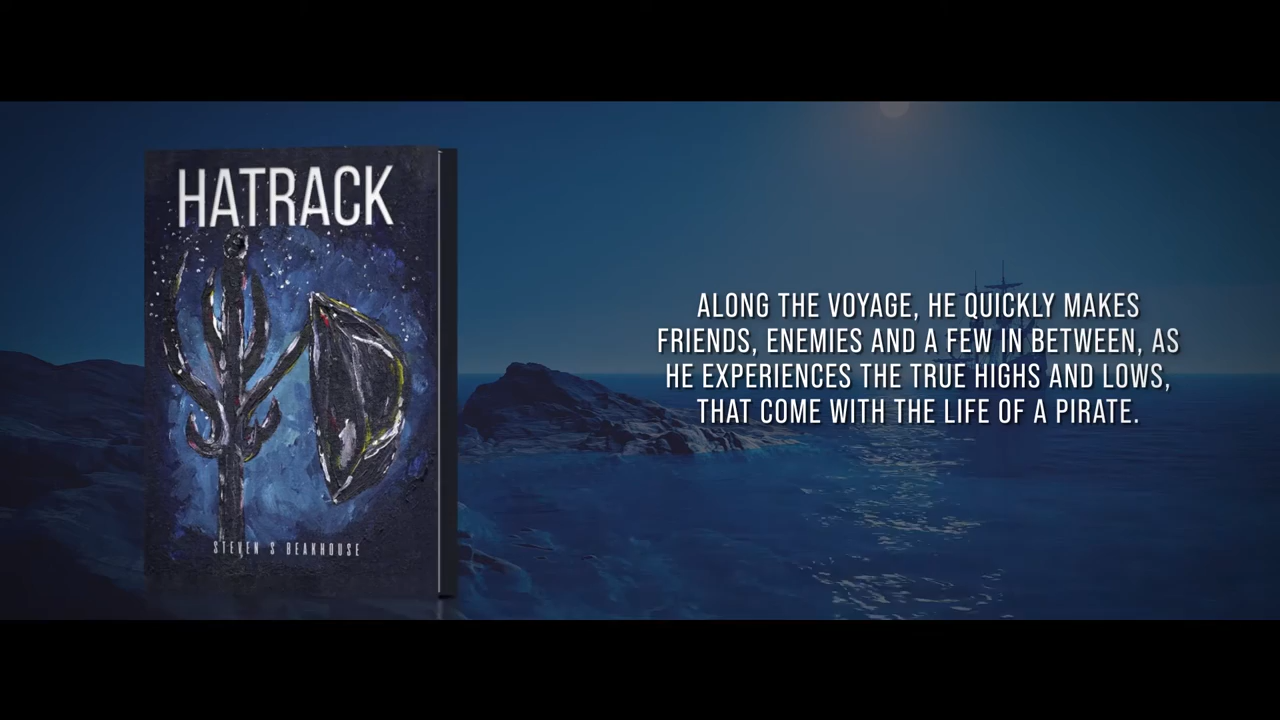 HATRACK
STEVEN S BEAKHOUSE
ALONG THE VOYAGE, HE QUICKLY MAKES
FRIENDS, ENEMIES AND A FEW IN BETWEEN, AS
HE EXPERIENCES THE TRUE HIGHS AND LOWS,
THAT COME WITH THE LIFE OF A PIRATE.